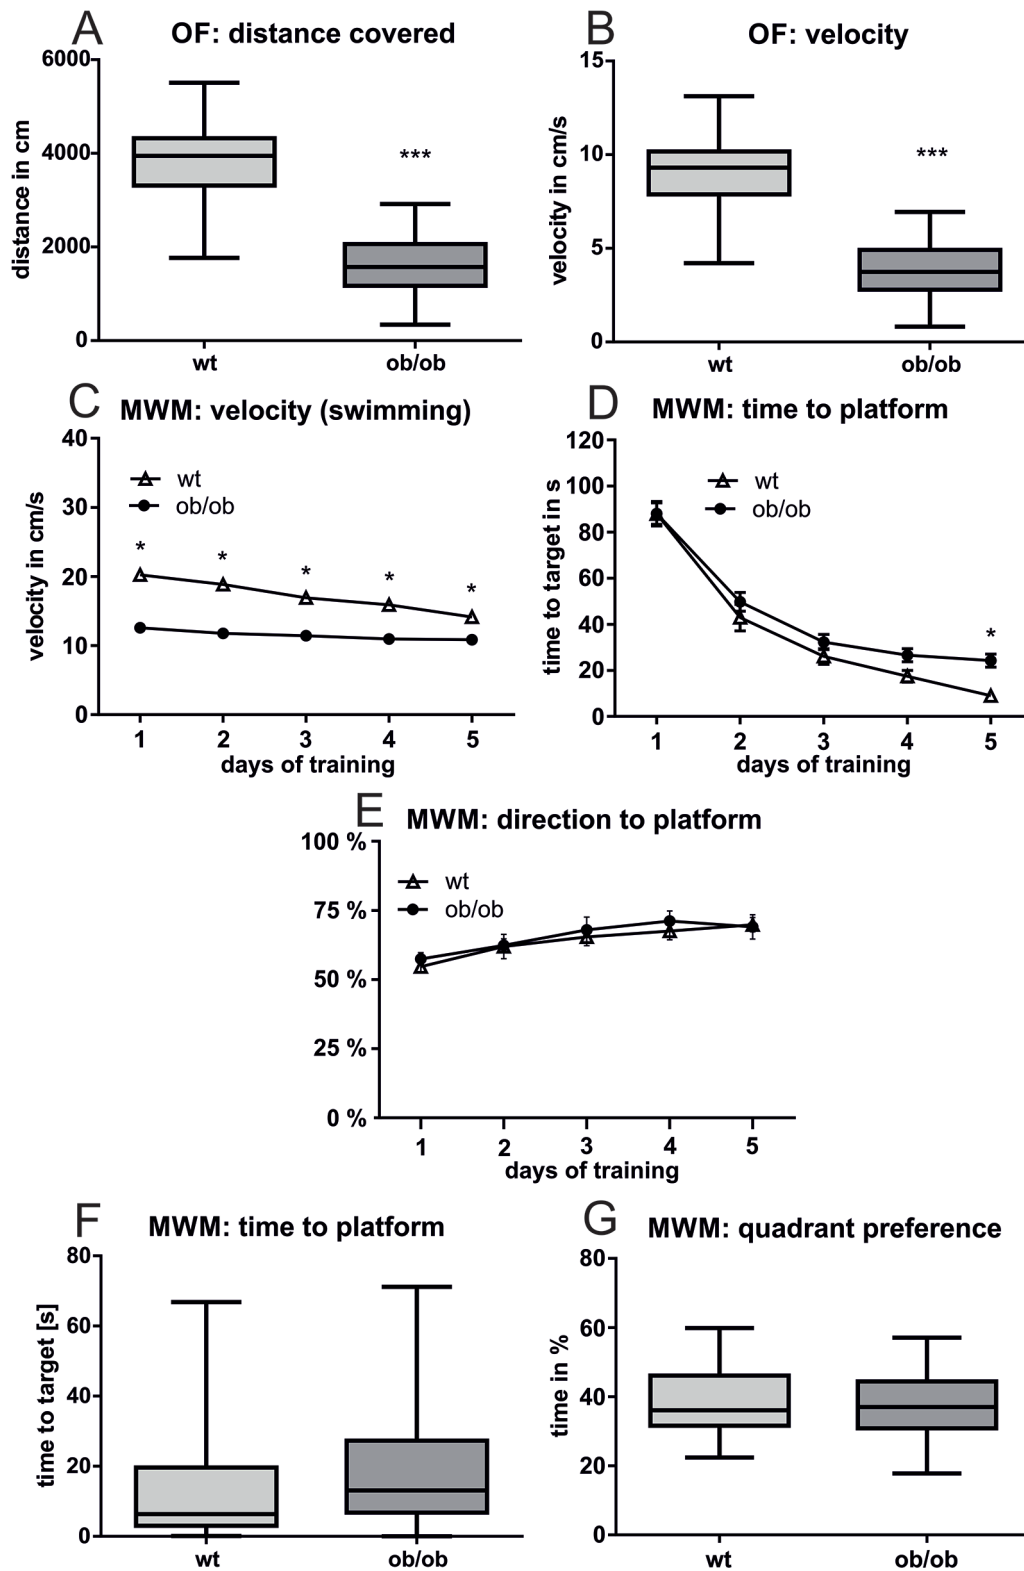 A
OF: distance covered
distance in cm
6000
4000
2000
0
***
wt
ob/ob
B
OF: velocity
velocity in cm/s
15
10
5
0
***
wt
ob/ob
C
MWM: velocity (swimming)
velocity in cm/s
40
30
20
10
0
wt
ob/ob
* * * * *
1 2 3 4 5
days of training
D
MWM: time to platform
time to target in s
120
100
80
60
40
20
0
wt
ob/ob
*
1 2 3 4 5
days of training
E
MWM: direction to platform
100 %
75 %
50 %
25 %
0 %
wt
ob/ob
1 2 3 4 5
days of training
F
MWM: time to platform
time to target [s]
80
60
40
20
0
wt
ob/ob
G
MWM: quadrant preference
time in %
80
60
40
20
0
wt
ob/ob